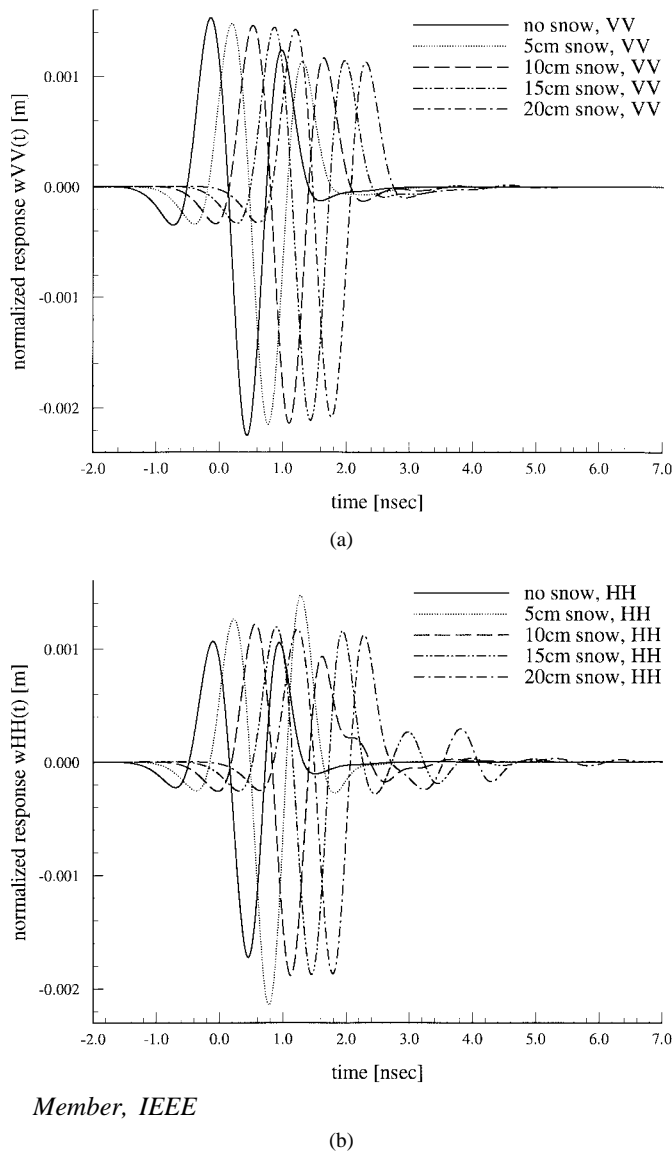 no snow, VV
5cm snow, VV
10cm snow, VV
15cm snow, VV
20cm snow, VV
normalized response wVV(t) [m]
0.001
0.000
-0.001
-0.002
-2.0 -1.0 0.0 1.0 2.0 3.0 4.0 5.0 6.0 7.0
time [nsec]
(a)
no snow, HH
5cm snow, HH
10cm snow, HH
15cm snow, HH
20cm snow, HH
normalized response wHH(t) [m]
0.001
0.000
-0.001
-0.002
-2.0 -1.0 0.0 1.0 2.0 3.0 4.0 5.0 6.0 7.0
time [nsec]
Member, IEEE
(b)